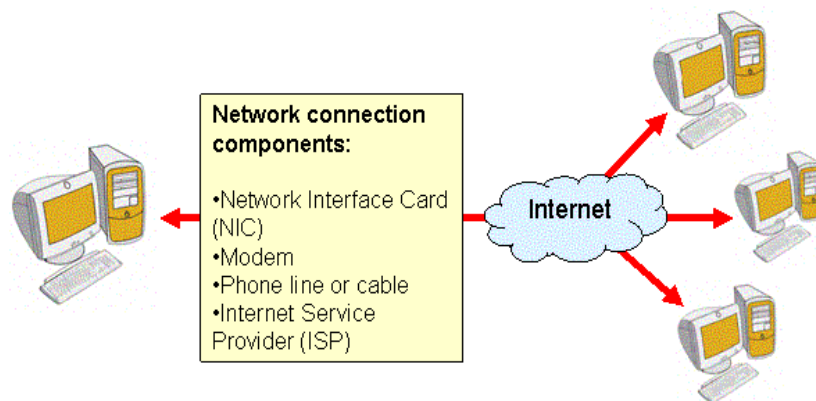 Network connection
components:
•Network Interface Card
(NIC)
•Modem
•Phone line or cable
•Internet Service
Provider (ISP)
Internet